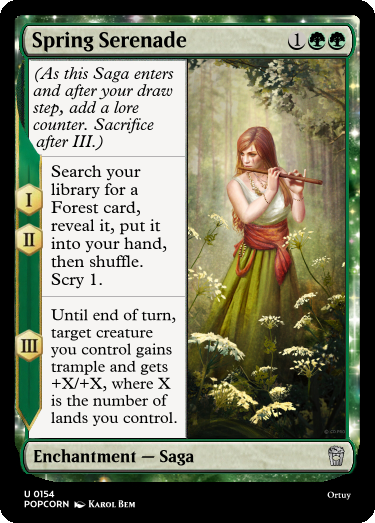 Spring Serenade 1
(As this Saga enters
and after your draw
step, add a lore
counter. Sacrifice
after III.)
I
II
Search your
library for a
Forest card,
reveal it, put it
into your hand,
then shuffle.
Scry 1.
III
Until end of turn,
target creature
you control gains
trample and gets
+X/+X, where X
is the number of
lands you control.
Enchantment — Saga
U 0154
POPCORN Karol Bem
Ortuy